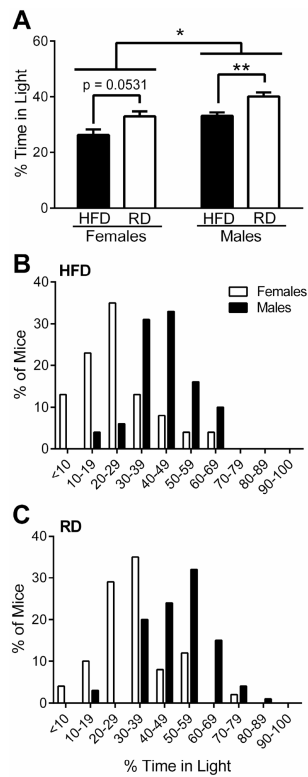 A
*
p = 0.0531
**
% Time in Light
60
40
20
0
HFD RD HFD RD
Females Males
B HFD
Females
Males
% of Mice
40
30
20
10
0
<10 10-19 20-29 30-39 40-49 50-59 60-69 70-79 80-89 90-100
C RD
% of Mice
40
30
20
10
0
<10 10-19 20-29 30-39 40-49 50-59 60-69 70-79 80-89 90-100
% Time in Light